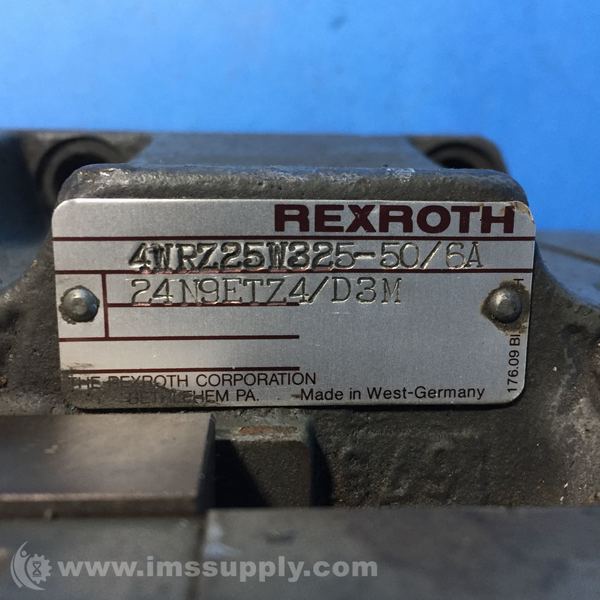 REXROTH
4WRZ25W325-50/6A
24N9ETZ4/D3M
THE REXROTH CORPORATION
BETHLEHEM PA.
Made in West-Germany
176.09
www.imssupply.com